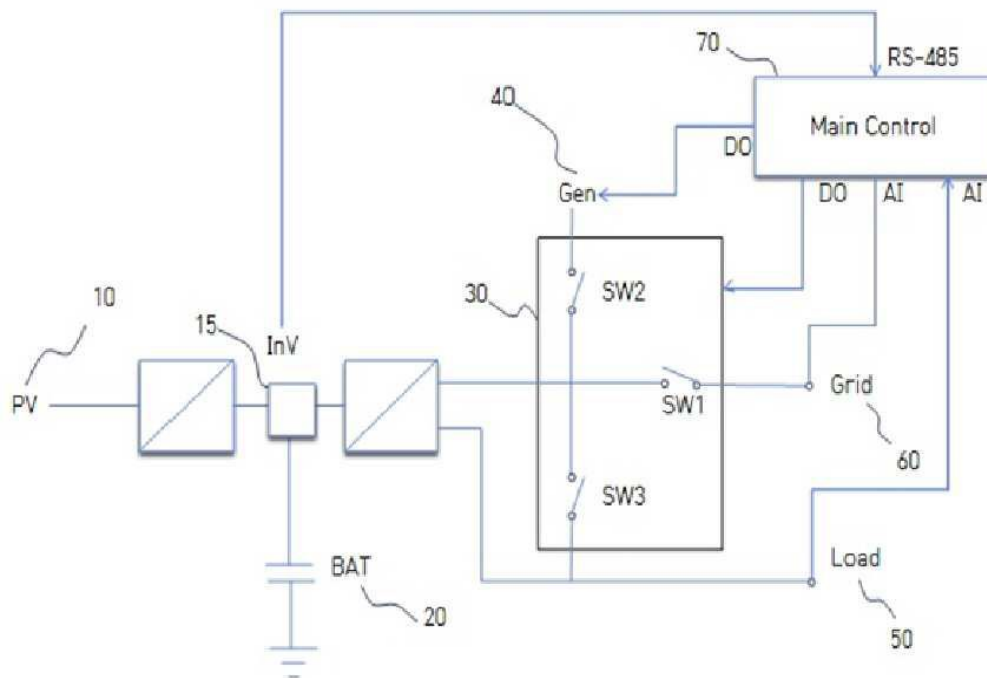 70
RS-485
Main Control
40
DO
DO
AI
AI
Gen
30
SW2
10
15
InV
PV
SW1
Grid
60
SW3
BAT
20
Load
50